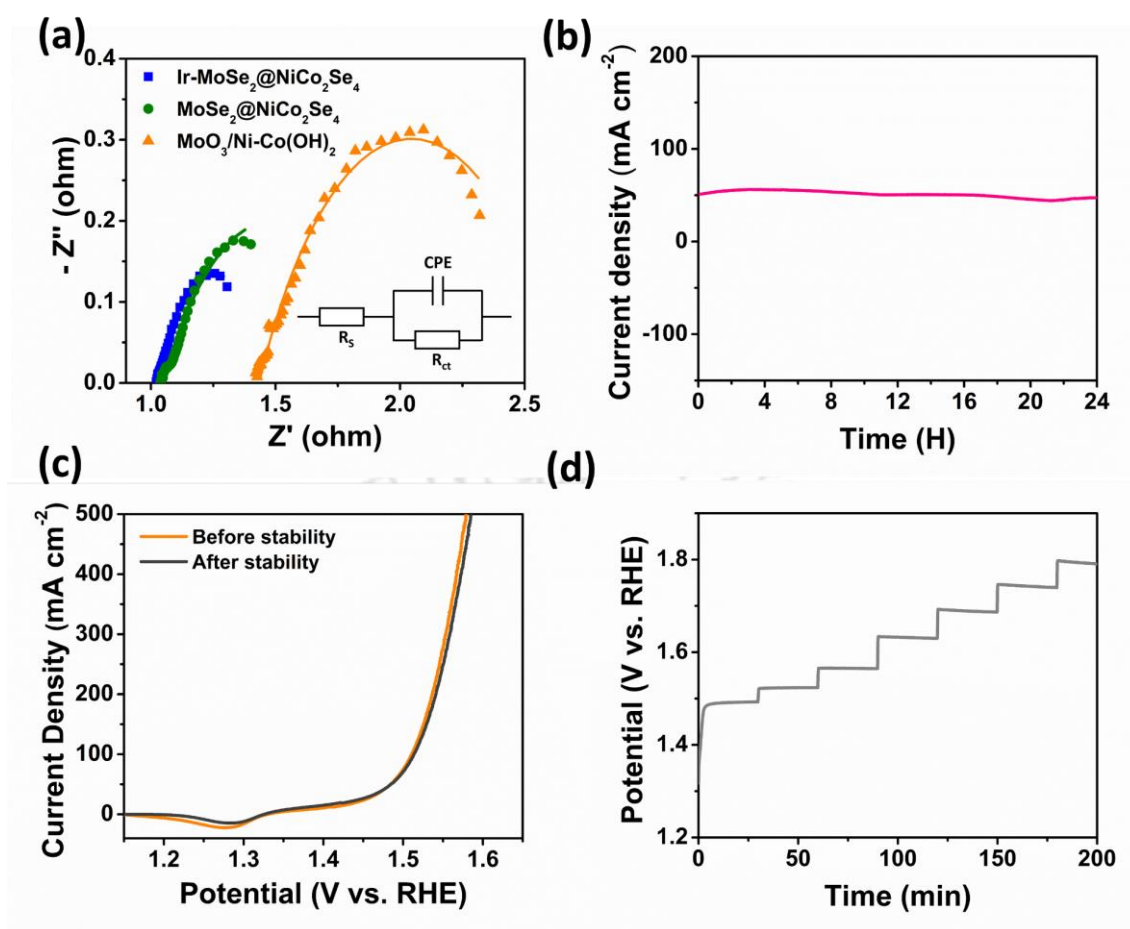 (a)
0.4
0.3
0.2
0.1
0.0
- Z'' (ohm)
Ir-MoSe₂@NiCo₂Se₄
MoSe₂@NiCo₂Se₄
MoO₃/Ni-Co(OH)₂
CPE
Rₛ
R_ct
1.0 1.5 2.0 2.5
Z' (ohm)
(b)
200
100
0
-100
Current density (mA cm⁻²)
0 4 8 12 16 20 24
Time (H)
(c)
500
400
300
200
100
0
Current Density (mA cm⁻²)
Before stability
After stability
1.2 1.3 1.4 1.5 1.6
Potential (V vs. RHE)
(d)
1.8
1.6
1.4
1.2
Potential (V vs. RHE)
0 50 100 150 200
Time (min)